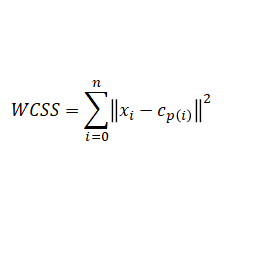 WCSS = \sum_{i=0}^{n} \left\| x_i - c_{p(i)} \right\|^2